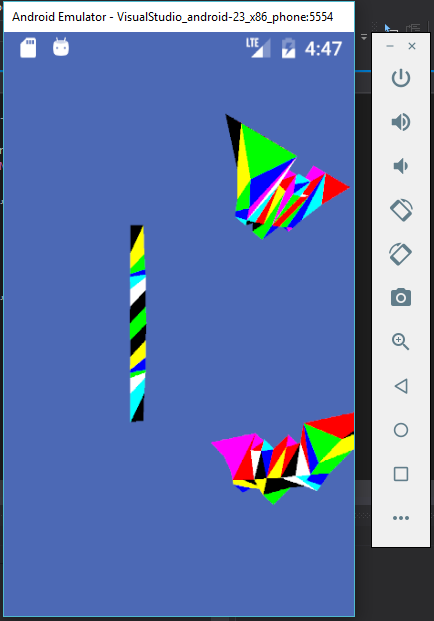 Android Emulator - VisualStudio_android-23_x86_phone:5554
LTE 4:47